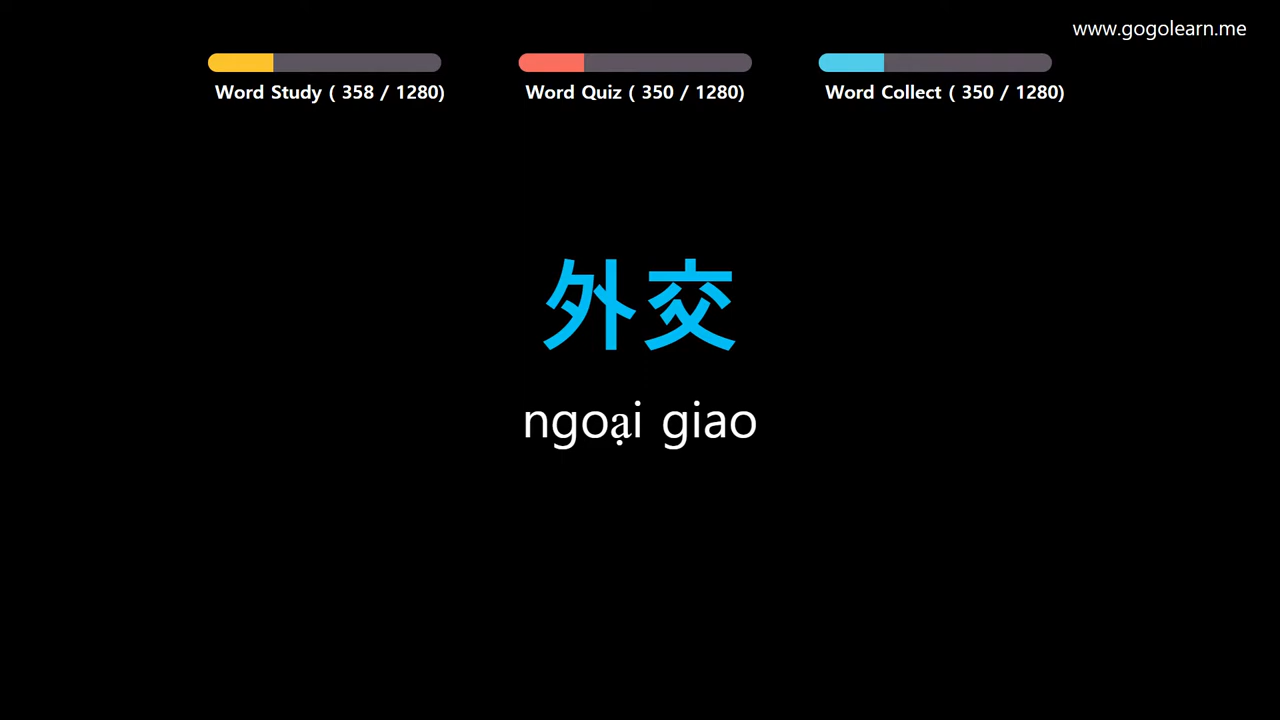 www.gogolearn.me
Word Study ( 358 / 1280)
Word Quiz ( 350 / 1280)
Word Collect ( 350 / 1280)
外交
ngoại giao